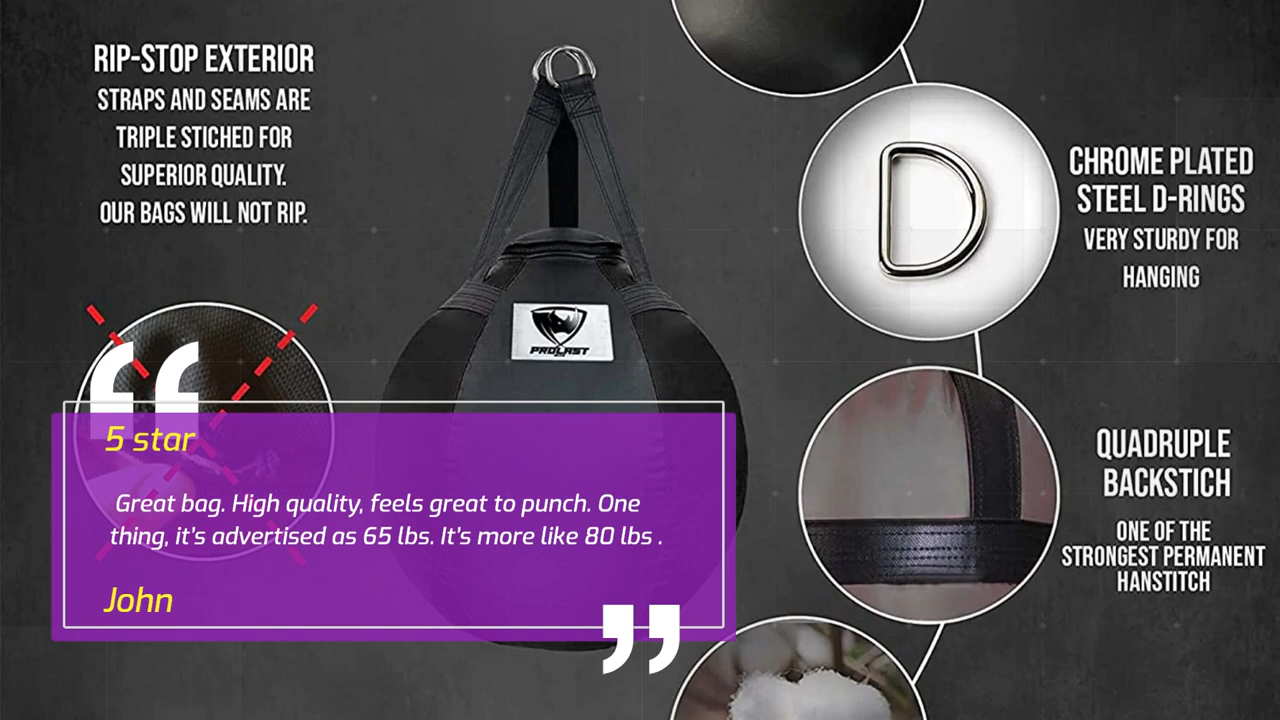 RIP-STOP EXTERIOR
STRAPS AND SEAMS ARE
TRIPLE STICHED FOR
SUPERIOR QUALITY.
OUR BAGS WILL NOT RIP.
PROLAST
CHROME PLATED
STEEL D-RINGS
VERY STURDY FOR
HANGING
QUADRUPLE
BACKSTICH
ONE OF THE
STRONGEST PERMANENT
HANSTITCH
“
5 star
Great bag. High quality, feels great to punch. One
thing, it's advertised as 65 lbs. It's more like 80 lbs .
John
”